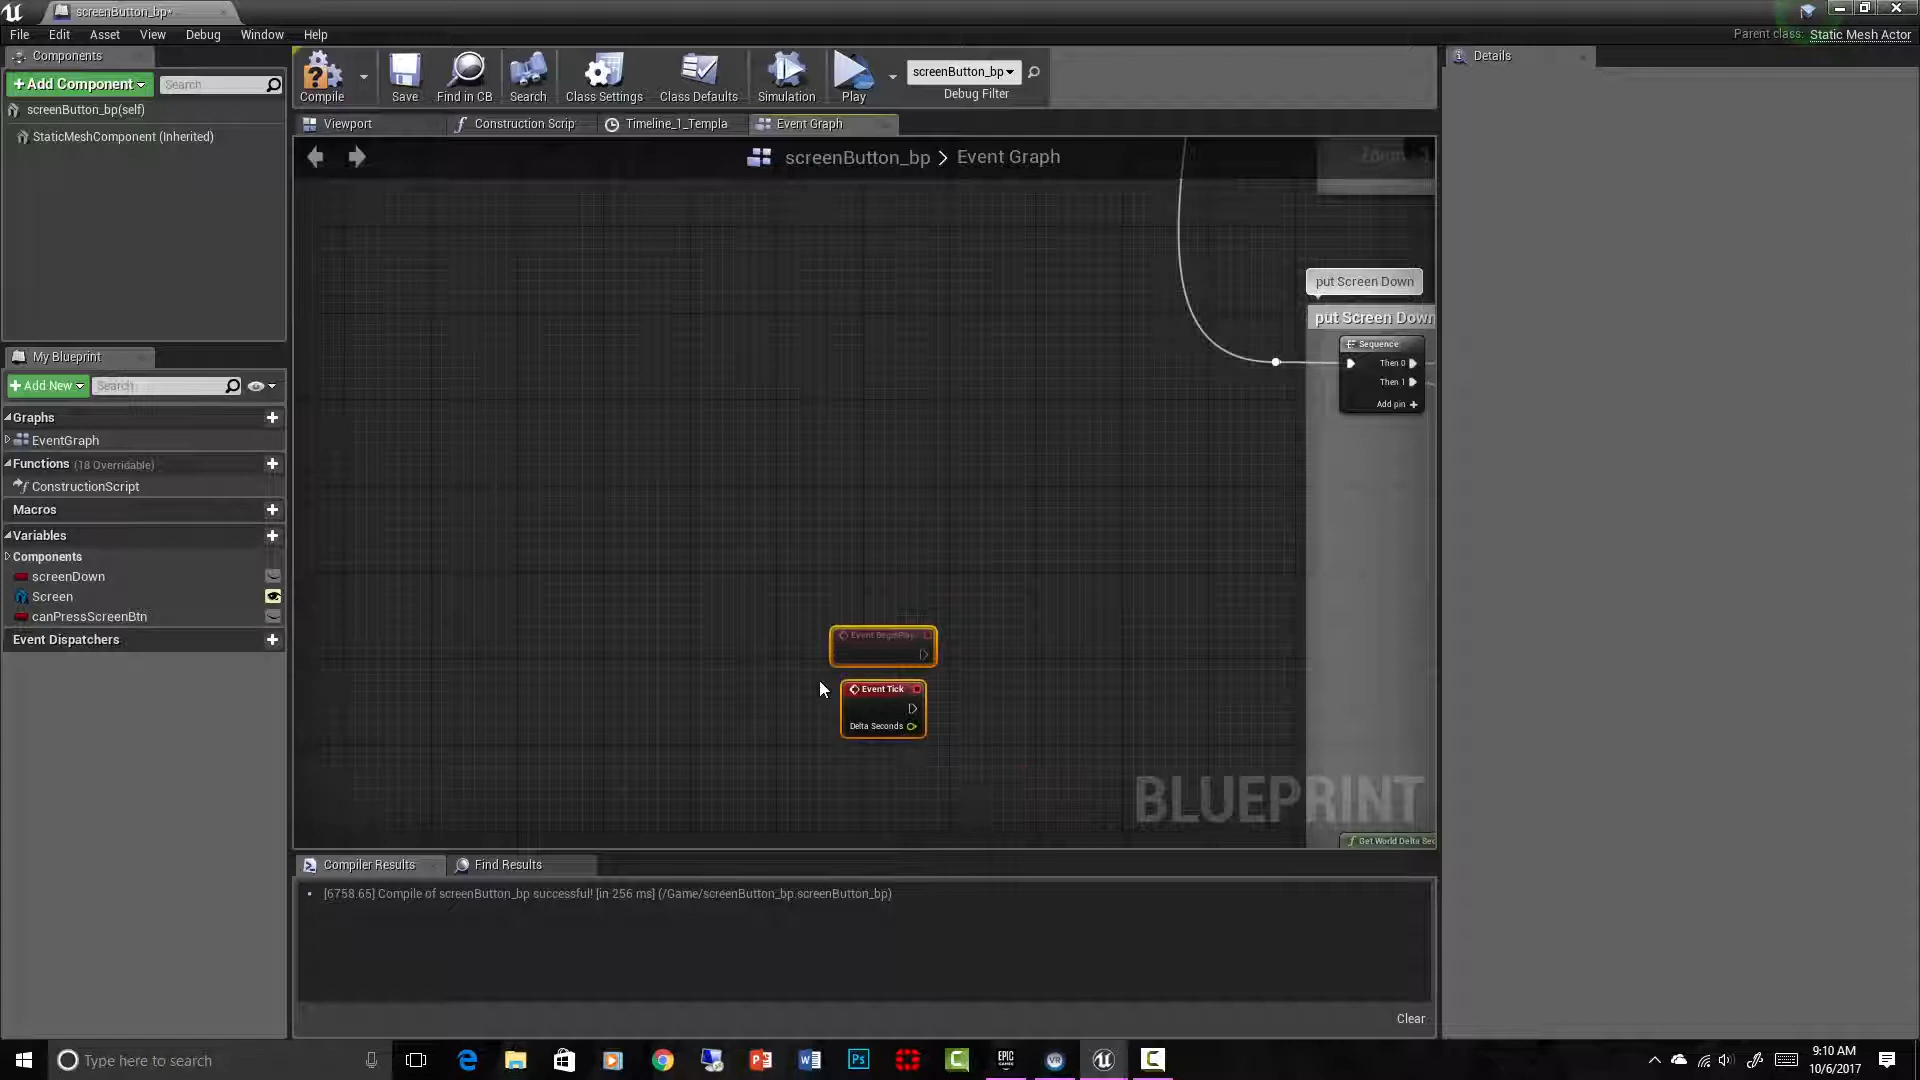 screenButton_bp*
File Edit Asset View Debug Window Help
Parent class: Static Mesh Actor
Components
+Add Component
Search
screenButton_bp(self)
StaticMeshComponent (Inherited)
Compile
Save
Find in CB
Search
Class Settings
Class Defaults
Simulation
Play
screenButton_bp
Debug Filter
Details
Viewport
Construction Scrip
Timeline_1_Templa
Event Graph
screenButton_bp > Event Graph
My Blueprint
+Add New
Search
Graphs
EventGraph
Functions (18 Overridable)
ConstructionScript
Macros
Variables
Components
screenDown
Screen
canPressScreenBtn
Event Dispatchers
put Screen Down
put Screen Down
Sequence
Then 0
Then 1
Add pin +
Event BeginPlay
Event Tick
Delta Seconds
BLUEPRINT
Get World Delta Sec
Compiler Results
Find Results
[6758.65] Compile of screenButton_bp successful! [in 256 ms] (/Game/screenButton_bp.screenButton_bp)
Clear
Type here to search
EPIC GAMES
VR
9:10 AM
10/6/2017